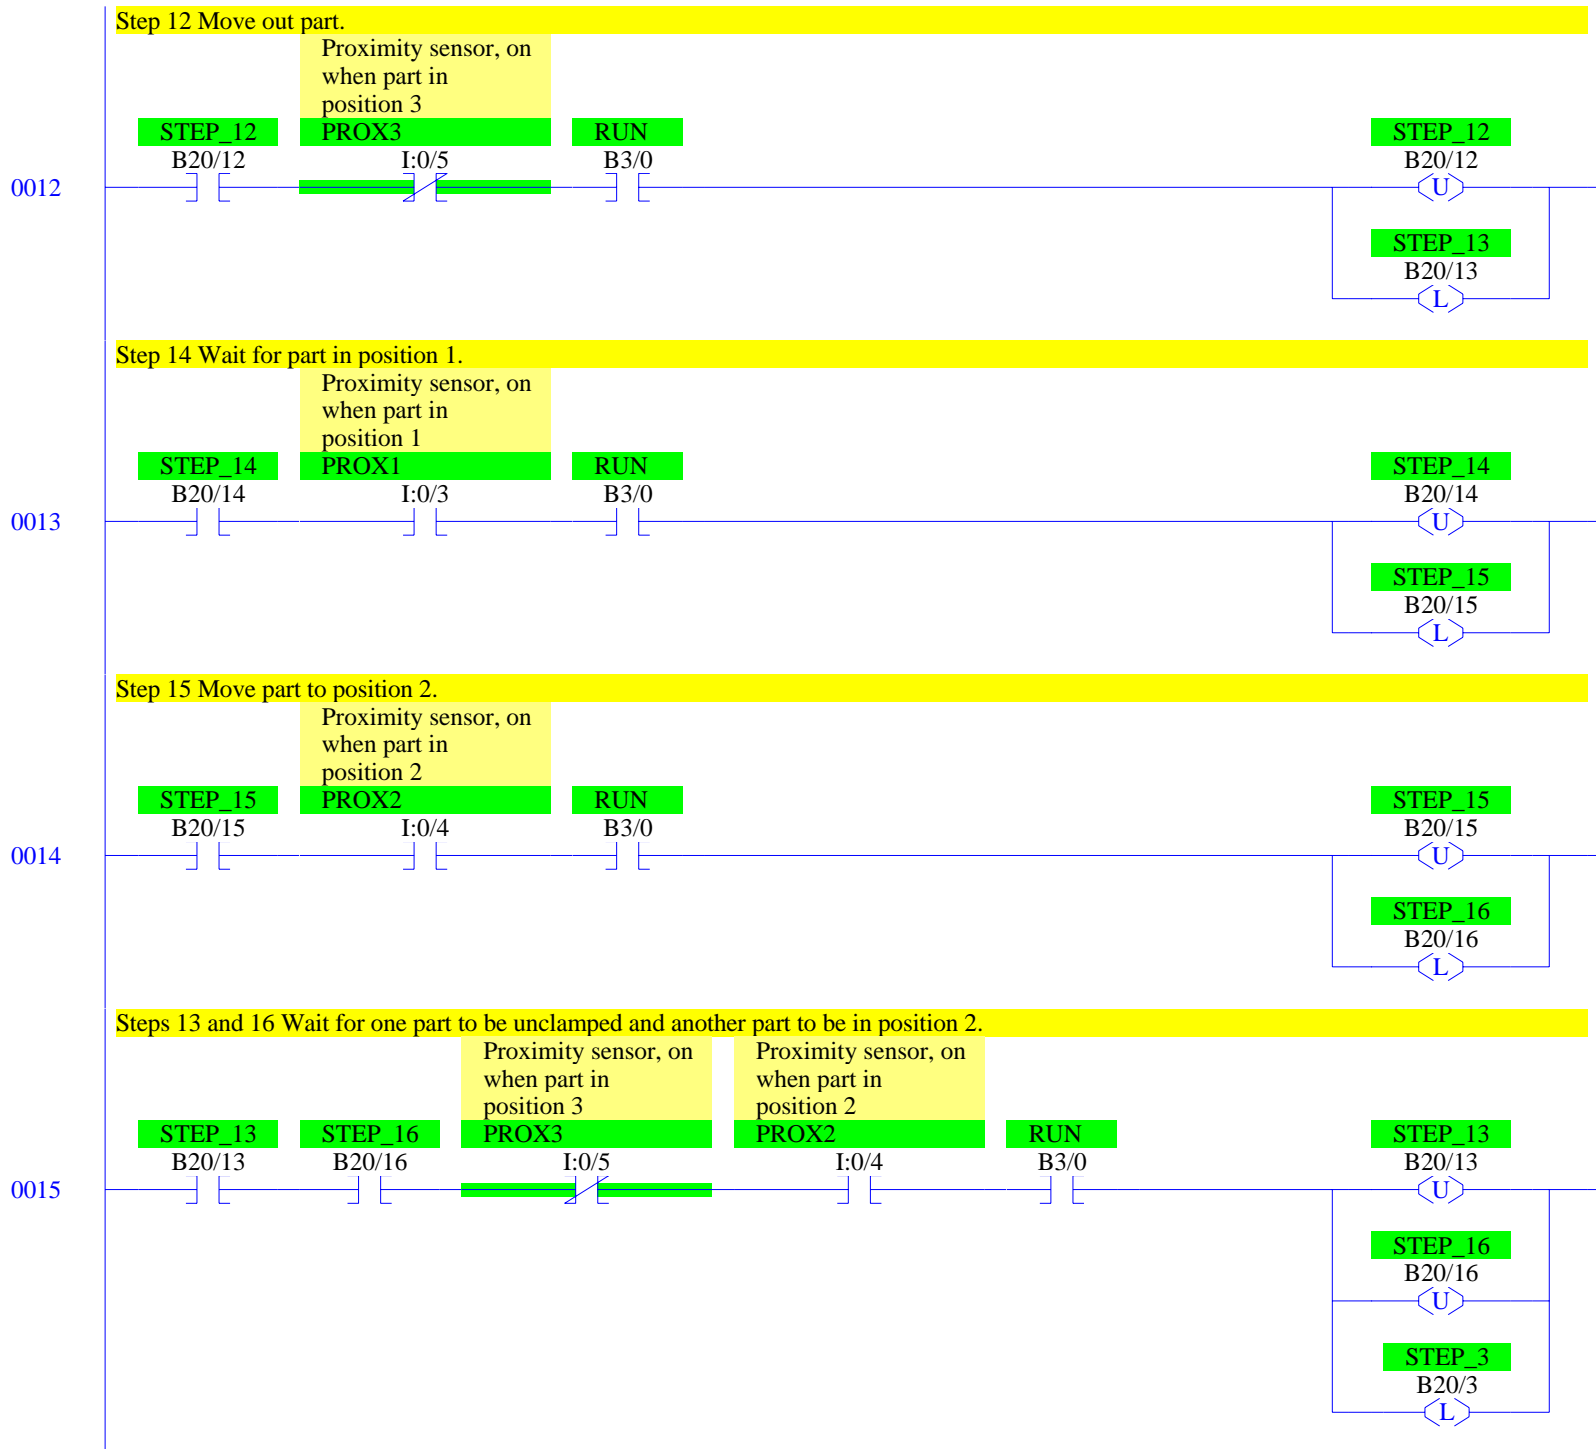 Step 12 Move out part.
Proximity sensor, on
when part in
position 3
STEP_12 PROX3 RUN STEP_12
B20/12 I:0/5 B3/0 B20/12
0012 U
STEP_13
B20/13
L
Step 14 Wait for part in position 1.
Proximity sensor, on
when part in
position 1
STEP_14 PROX1 RUN STEP_14
B20/14 I:0/3 B3/0 B20/14
0013 U
STEP_15
B20/15
L
Step 15 Move part to position 2.
Proximity sensor, on
when part in
position 2
STEP_15 PROX2 RUN STEP_15
B20/15 I:0/4 B3/0 B20/15
0014 U
STEP_16
B20/16
L
Steps 13 and 16 Wait for one part to be unclamped and another part to be in position 2.
Proximity sensor, on Proximity sensor, on
when part in when part in
position 3 position 2
STEP_13 STEP_16 PROX3 PROX2 RUN STEP_13
B20/13 B20/16 I:0/5 I:0/4 B3/0 B20/13
0015 U
STEP_16
B20/16
U
STEP_3
B20/3
L